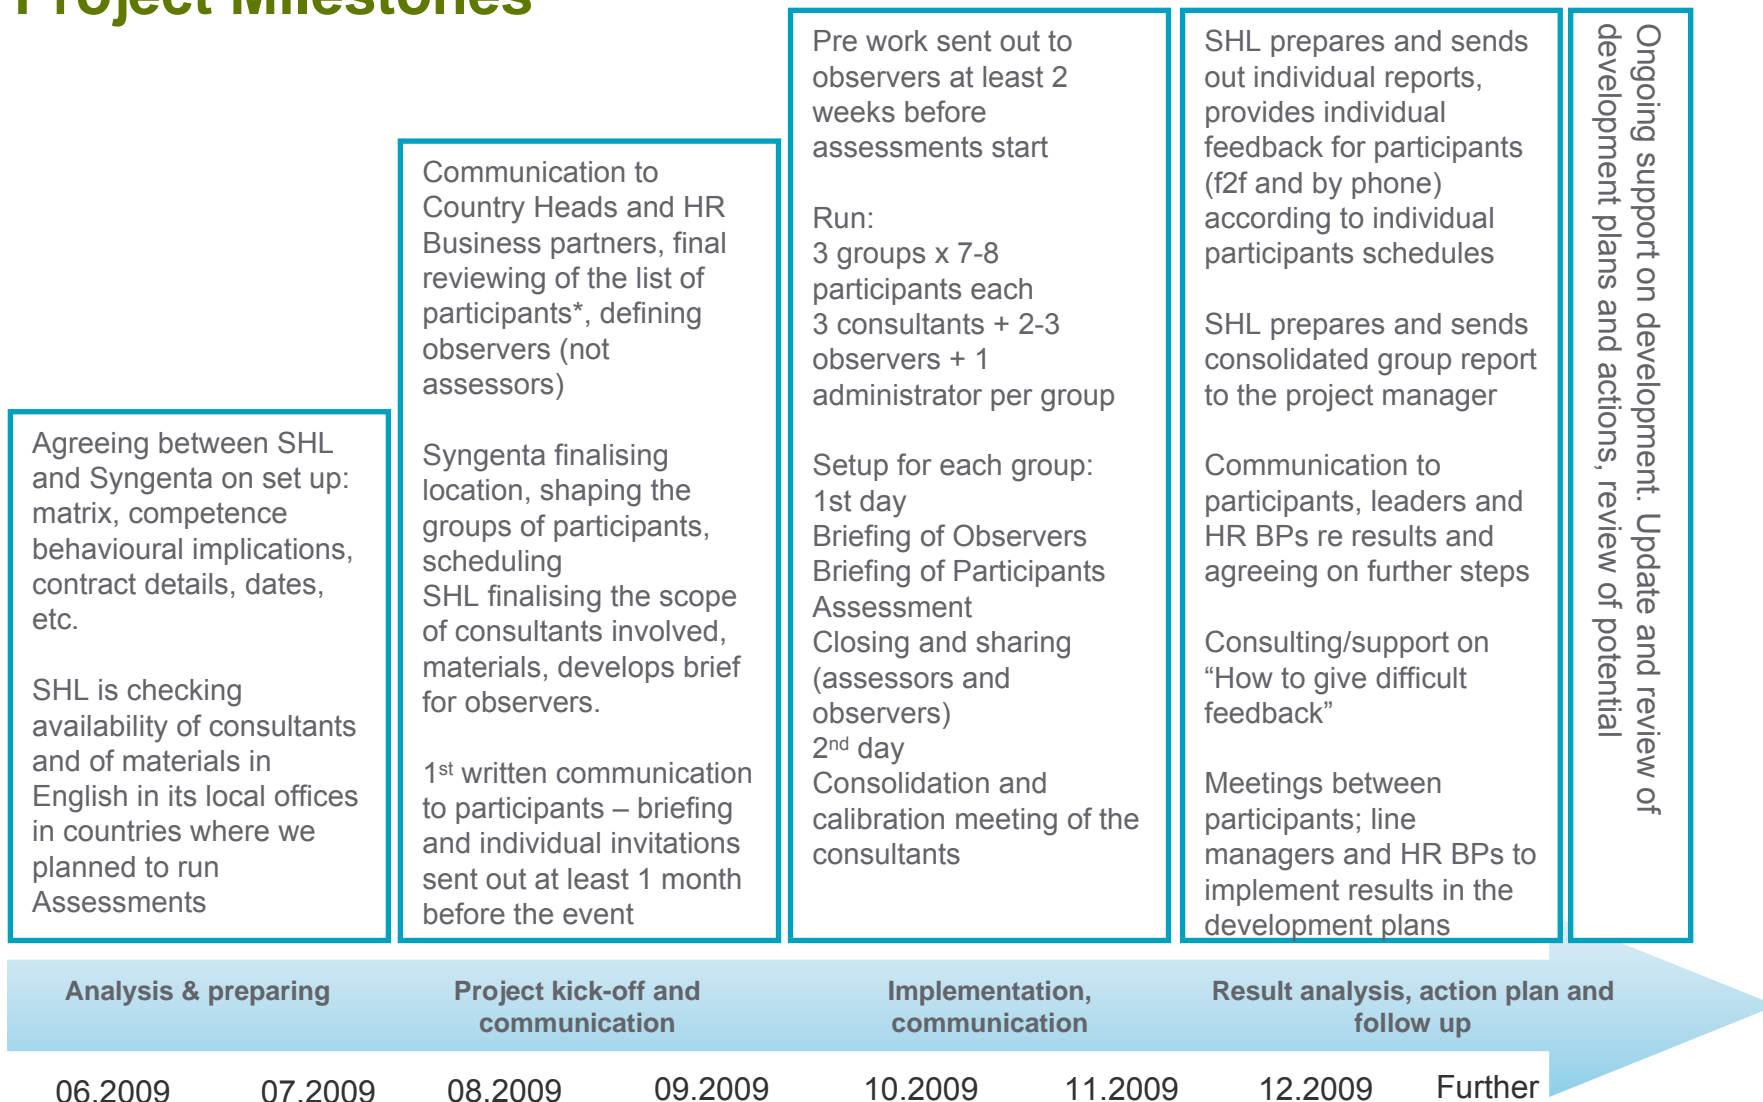 Project Milestones
Agreeing between SHL
and Syngenta on set up:
matrix, competence
behavioural implications,
contract details, dates,
etc.
SHL is checking
availability of consultants
and of materials in
English in its local offices
in countries where we
planned to run
Assessments
Communication to
Country Heads and HR
Business partners, final
reviewing of the list of
participants*, defining
observers (not
assessors)
Syngenta finalising
location, shaping the
groups of participants,
scheduling
SHL finalising the scope
of consultants involved,
materials, develops brief
for observers.
1st written communication
to participants – briefing
and individual invitations
sent out at least 1 month
before the event
Pre work sent out to
observers at least 2
weeks before
assessments start
Run:
3 groups x 7-8
participants each
3 consultants + 2-3
observers + 1
administrator per group
Setup for each group:
1st day
Briefing of Observers
Briefing of Participants
Assessment
Closing and sharing
(assessors and
observers)
2nd day
Consolidation and
calibration meeting of the
consultants
SHL prepares and sends
out individual reports,
provides individual
feedback for participants
(f2f and by phone)
according to individual
participants schedules
SHL prepares and sends
consolidated group report
to the project manager
Communication to
participants, leaders and
HR BPs re results and
agreeing on further steps
Consulting/support on
“How to give difficult
feedback”
Meetings between
participants; line
managers and HR BPs to
implement results in the
development plans
Ongoing support on development. Update and review of
development plans and actions, review of potential
Analysis & preparing
Project kick-off and
communication
Implementation,
communication
Result analysis, action plan and
follow up
06.2009 07.2009 08.2009 09.2009 10.2009 11.2009 12.2009 Further